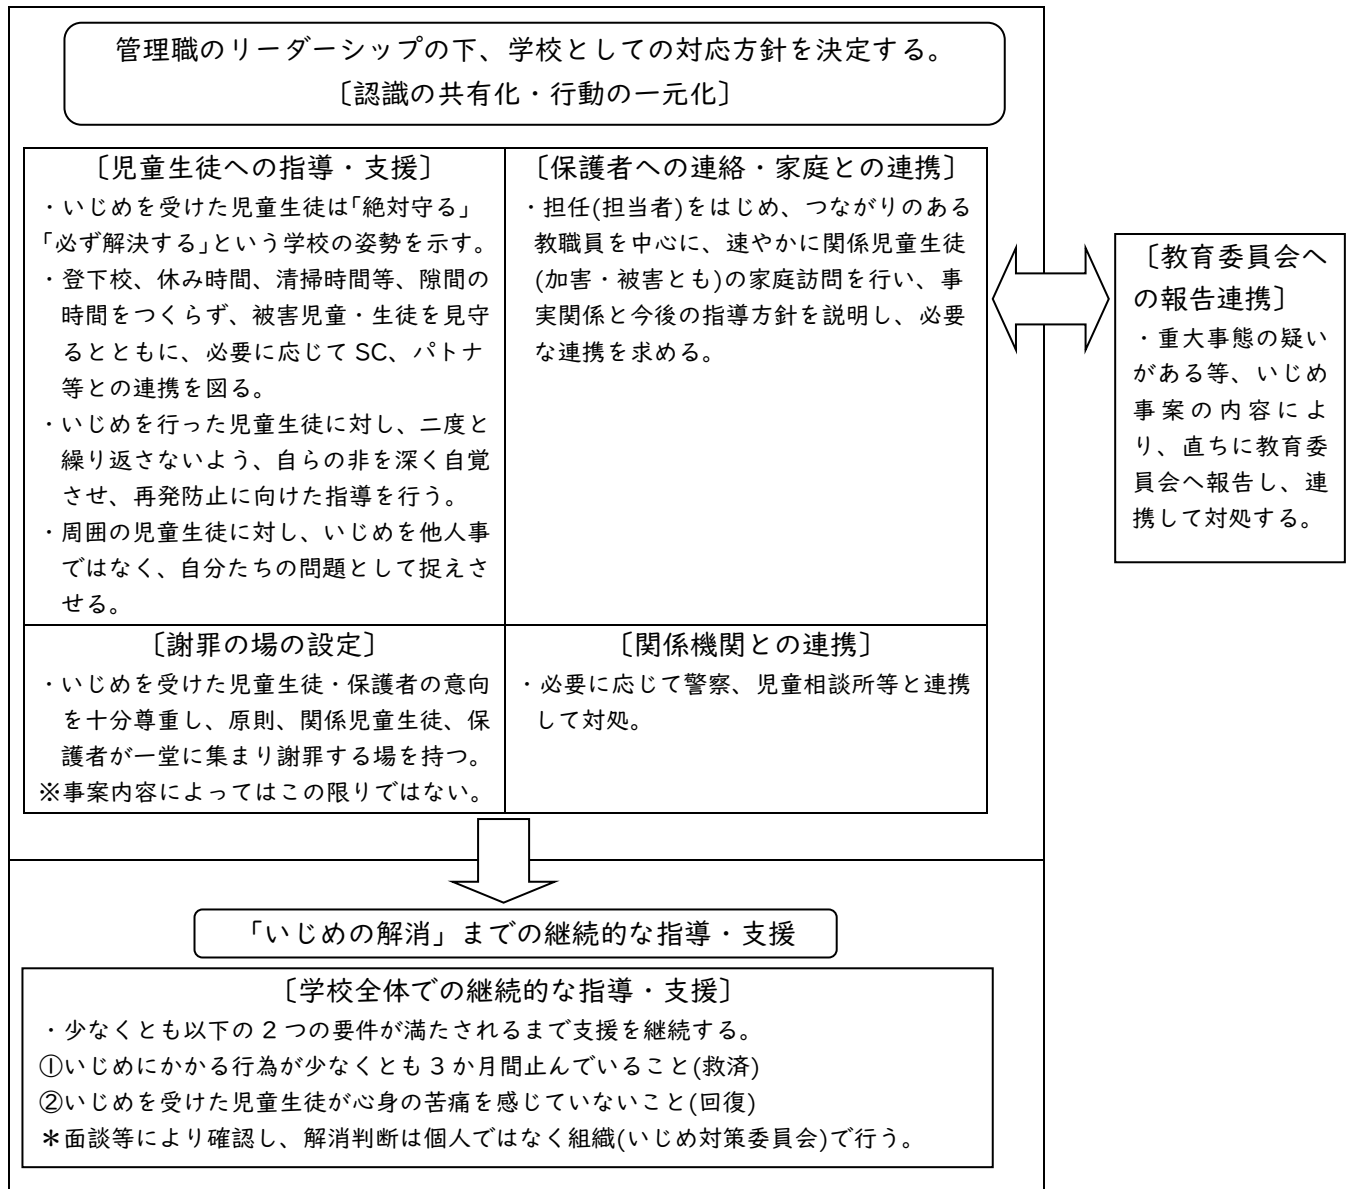 管理職のリーダーシップの下、学校としての対応方針を決定する。
〔認識の共有化・行動の一元化〕
〔児童生徒への指導・支援〕
・いじめを受けた児童生徒は「絶対守る」
「必ず解決する」という学校の姿勢を示す。
・登下校、休み時間、清掃時間等、隙間の
時間をつくらず、被害児童・生徒を見守
るとともに、必要に応じて SC、パトナ
等との連携を図る。
・いじめを行った児童生徒に対し、二度と
繰り返さないよう、自らの非を深く自覚
させ、再発防止に向けた指導を行う。
・周囲の児童生徒に対し、いじめを他人事
ではなく、自分たちの問題として捉えさ
せる。
〔保護者への連絡・家庭との連携〕
・担任(担当者)をはじめ、つながりのある
教職員を中心に、速やかに関係児童生徒
(加害・被害とも)の家庭訪問を行い、事
実関係と今後の指導方針を説明し、必要
な連携を求める。
〔教育委員会へ
の報告連携〕
・重大事態の疑い
がある等、いじめ
事案の内容によ
り、直ちに教育委
員会へ報告し、連
携して対処する。
〔謝罪の場の設定〕
・いじめを受けた児童生徒・保護者の意向
を十分尊重し、原則、関係児童生徒、保
護者が一堂に集まり謝罪する場を持つ。
※事案内容によってはこの限りではない。
〔関係機関との連携〕
・必要に応じて警察、児童相談所等と連携
して対処。
「いじめの解消」までの継続的な指導・支援
〔学校全体での継続的な指導・支援〕
・少なくとも以下の 2 つの要件が満たされるまで支援を継続する。
①いじめにかかる行為が少なくとも 3 か月間止んでいること(救済)
②いじめを受けた児童生徒が心身の苦痛を感じていないこと(回復)
＊面談等により確認し、解消判断は個人ではなく組織(いじめ対策委員会)で行う。